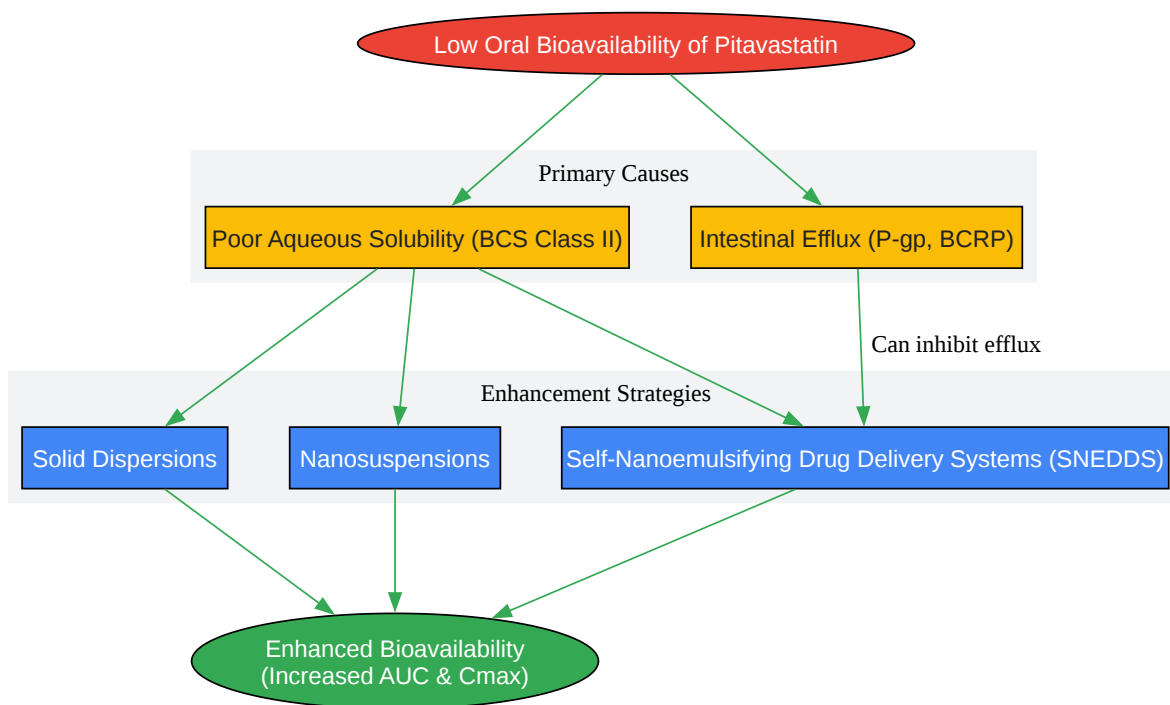 Low Oral Bioavailability of Pitavastatin
Primary Causes
Poor Aqueous Solubility (BCS Class II)
Intestinal Efflux (P-gp, BCRP)
Can inhibit efflux
Enhancement Strategies
Solid Dispersions
Nanosuspensions
Self-Nanoemulsifying Drug Delivery Systems (SNEDDS)
Enhanced Bioavailability
(Increased AUC & Cmax)